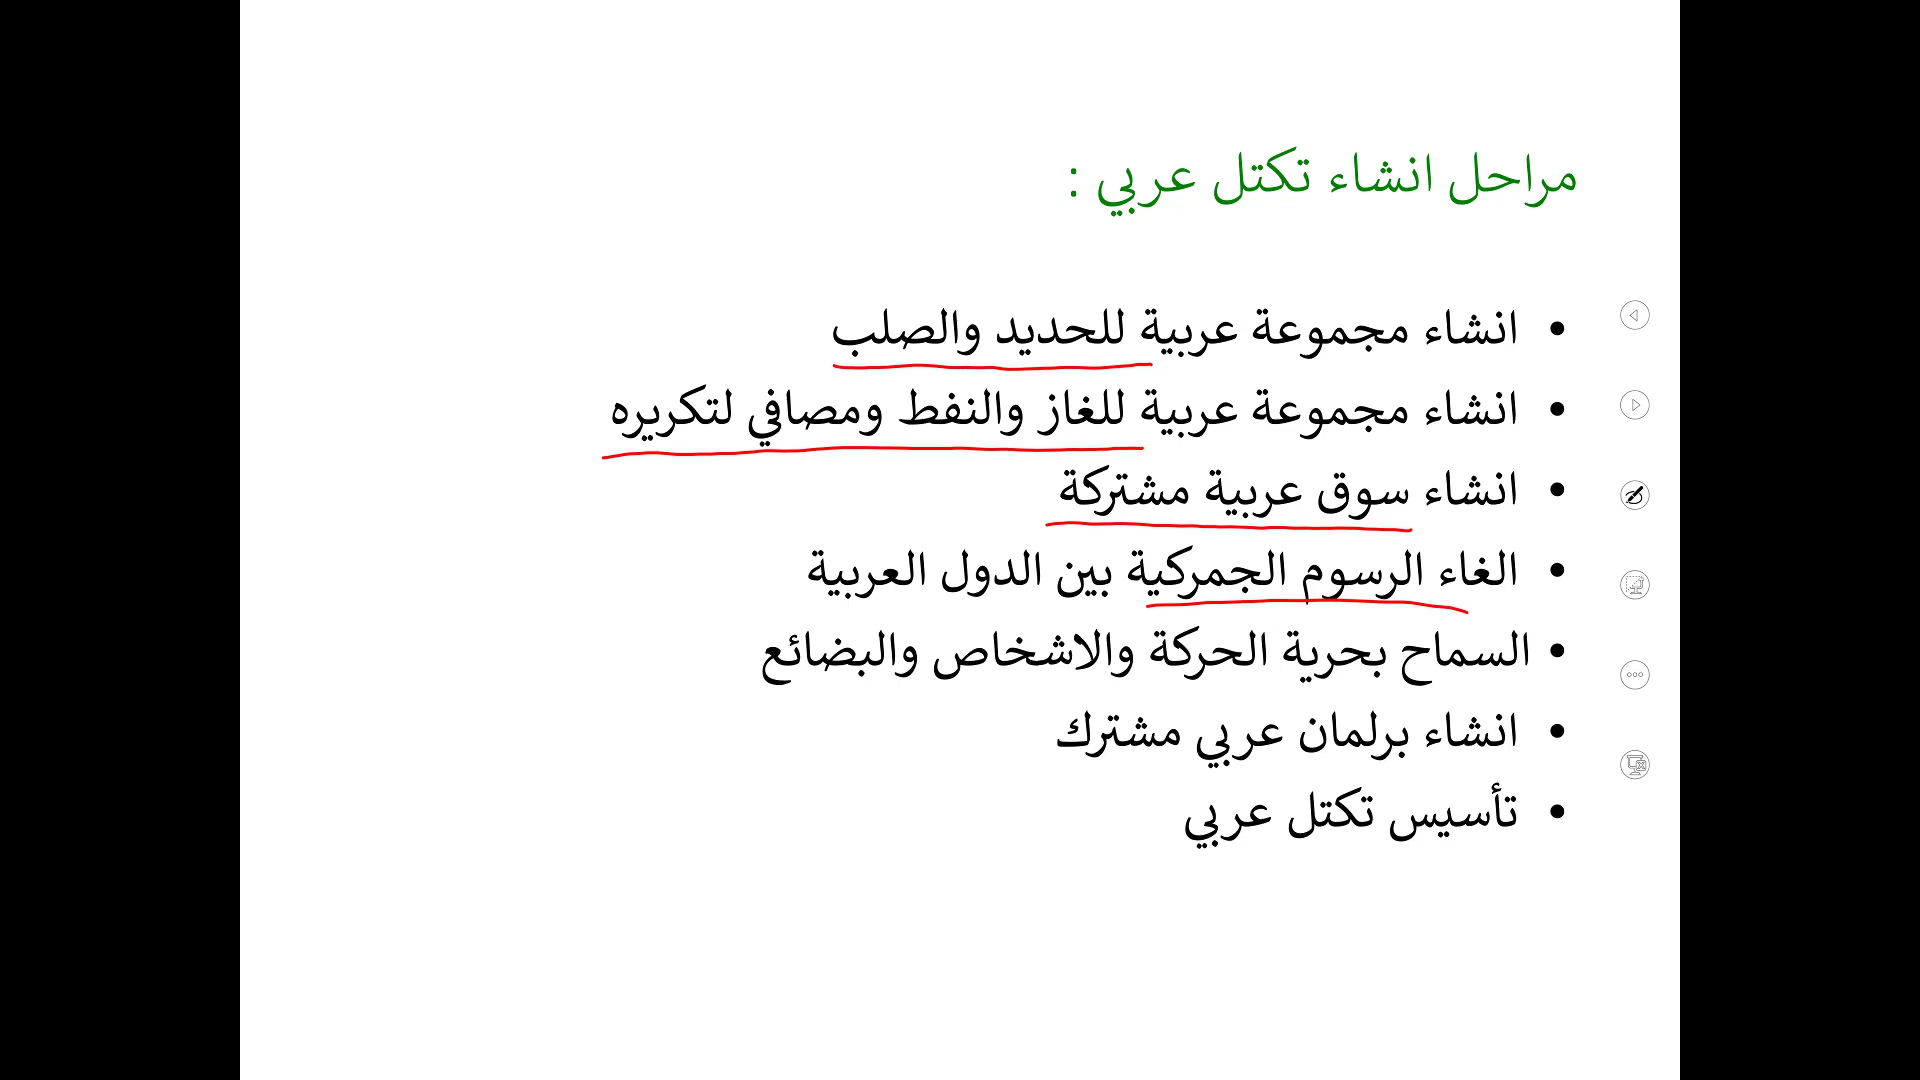 مراحل انشاء تكتل عربي :
• انشاء مجموعة عربية للحديد والصلب
• انشاء مجموعة عربية للغاز والنفط ومصافي لتكريره
• انشاء سوق عربية مشتركة
• الغاء الرسوم الجمركية بين الدول العربية
• السماح بحرية الحركة والاشخاص والبضائع
• انشاء برلمان عربي مشترك
• تأسيس تكتل عربي